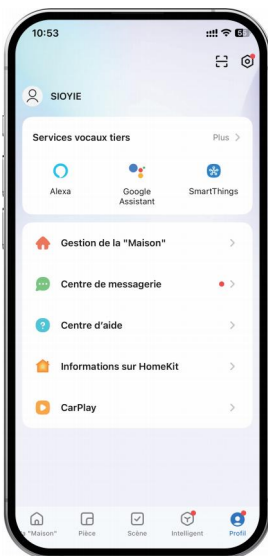 10:53
SIOYIE
Services vocaux tiers
Plus
Alexa
Google
Assistant
SmartThings
Gestion de la "Maison"
Centre de messagerie
Centre d'aide
Informations sur HomeKit
CarPlay
"Maison"
Pièce
Scène
Intelligent
Profil